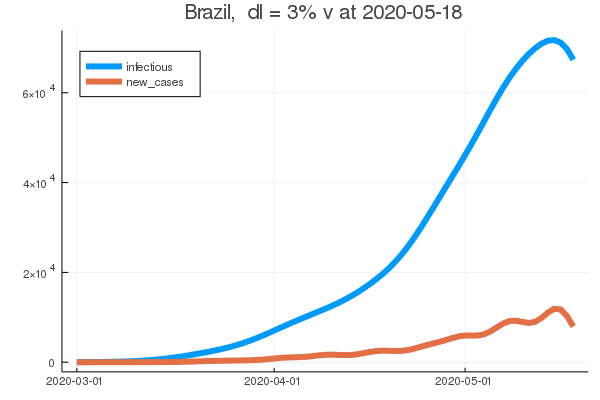 Brazil, dl = 3% v at 2020-05-18
infectious
new_cases
6×10⁴
4×10⁴
2×10⁴
0
2020-03-01
2020-04-01
2020-05-01